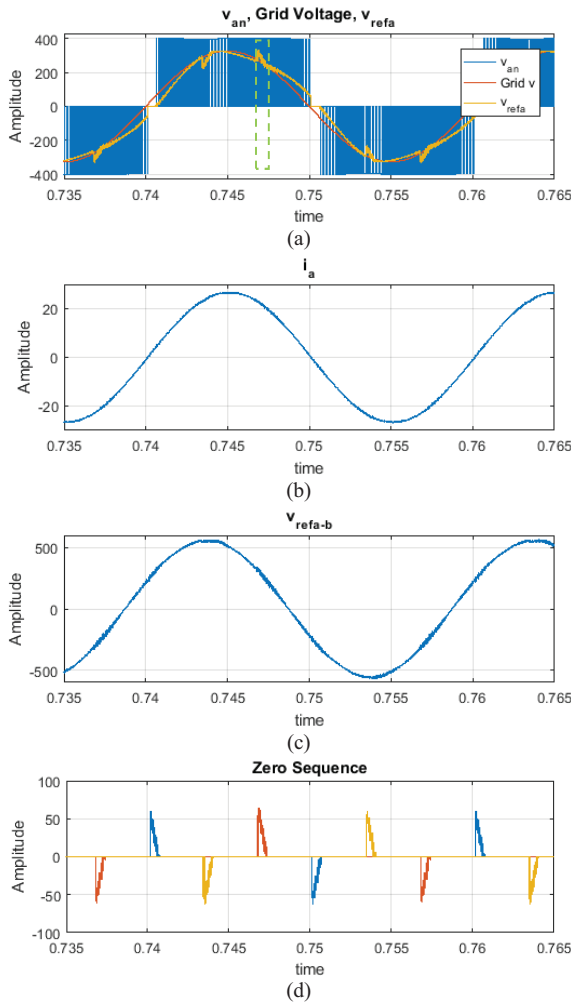 v_an, Grid Voltage, v_refa
Amplitude
400
200
0
-200
-400
v_an
Grid v
v_refa
0.735 0.74 0.745 0.75 0.755 0.76 0.765
time
(a)
i_a
Amplitude
20
0
-20
0.735 0.74 0.745 0.75 0.755 0.76 0.765
time
(b)
v_refa-b
Amplitude
500
0
-500
0.735 0.74 0.745 0.75 0.755 0.76 0.765
time
(c)
Zero Sequence
Amplitude
100
50
0
-50
-100
0.735 0.74 0.745 0.75 0.755 0.76 0.765
time
(d)